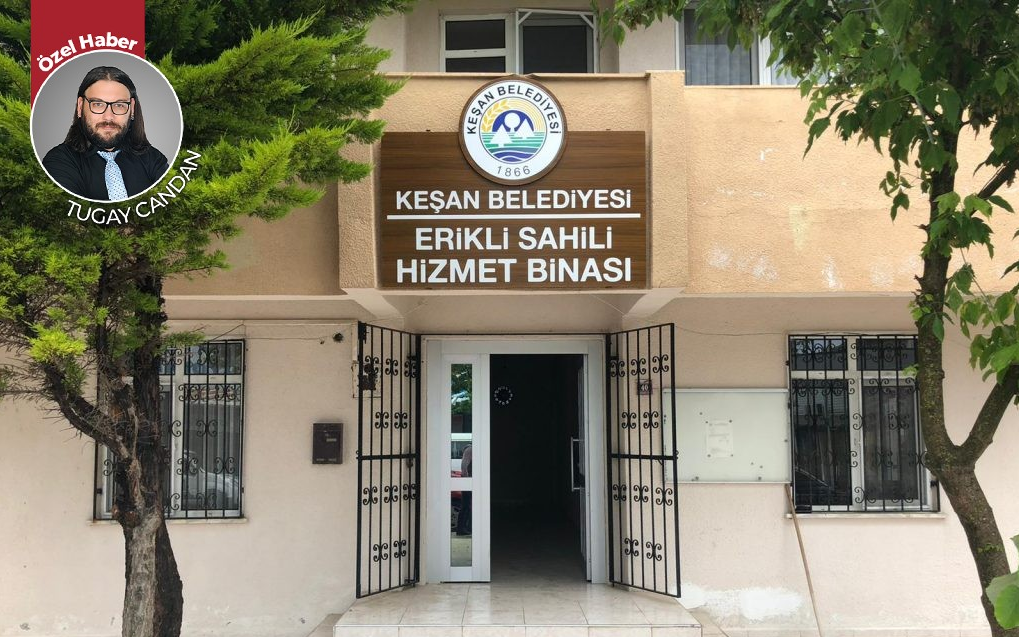 Özel Haber
TUGAY CANDAN
KEŞAN BELEDİYESİ
1866
KEŞAN BELEDİYESİ
ERİKLİ SAHİLİ
HİZMET BİNASI